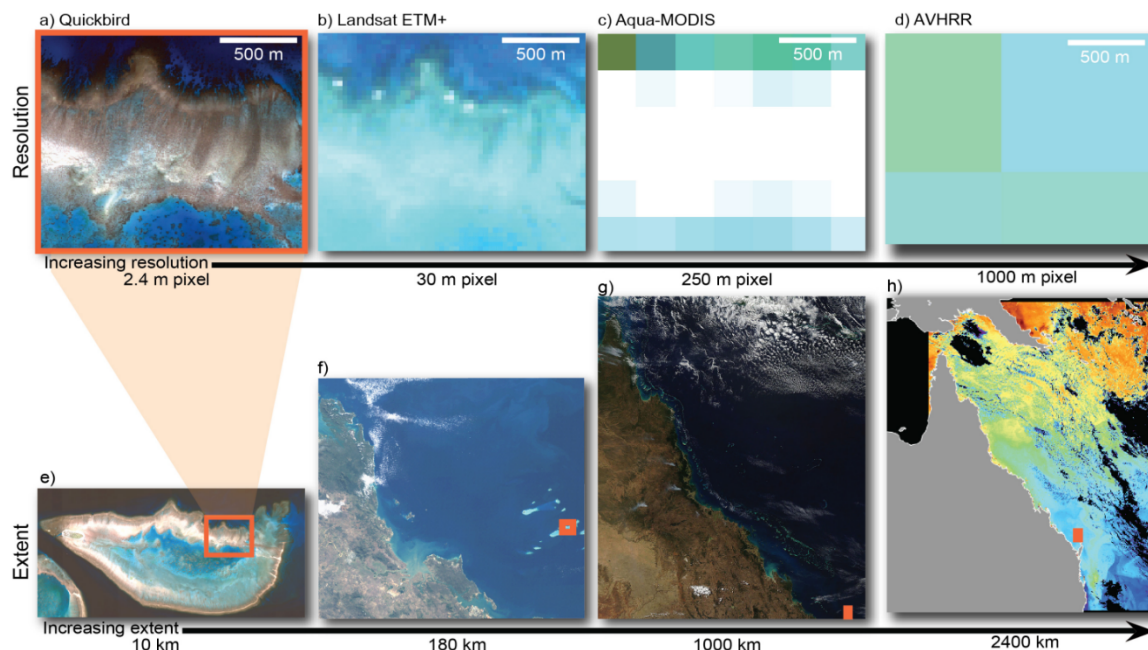 a) Quickbird
b) Landsat ETM+
c) Aqua-MODIS
d) AVHRR
500 m
500 m
500 m
500 m
Resolution
Increasing resolution
2.4 m pixel
30 m pixel
250 m pixel
1000 m pixel
e)
f)
g)
h)
Extent
Increasing extent
10 km
180 km
1000 km
2400 km